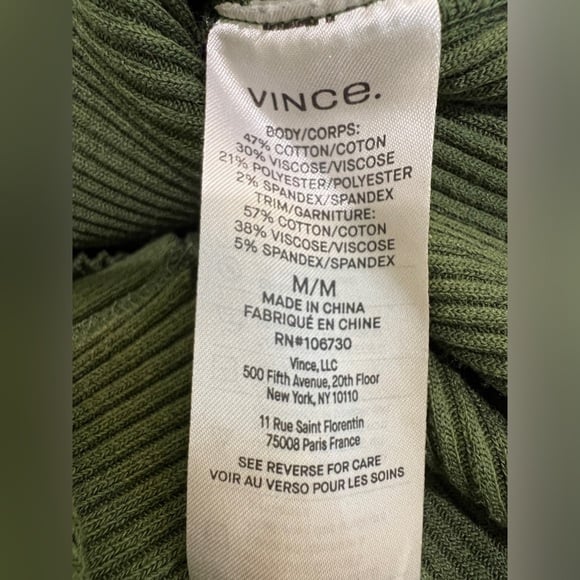 VINCE.
BODY/CORPS:
47% COTTON/COTON
30% VISCOSE/VISCOSE
21% POLYESTER/POLYESTER
2% SPANDEX/SPANDEX
TRIM/GARNITURE:
57% COTTON/COTON
38% VISCOSE/VISCOSE
5% SPANDEX/SPANDEX
M/M
MADE IN CHINA
FABRIQUÉ EN CHINE
RN#106730
Vince, LLC
500 Fifth Avenue, 20th Floor
New York, NY 10110
11 Rue Saint Florentin
75008 Paris France
SEE REVERSE FOR CARE
VOIR AU VERSO POUR LES SOINS